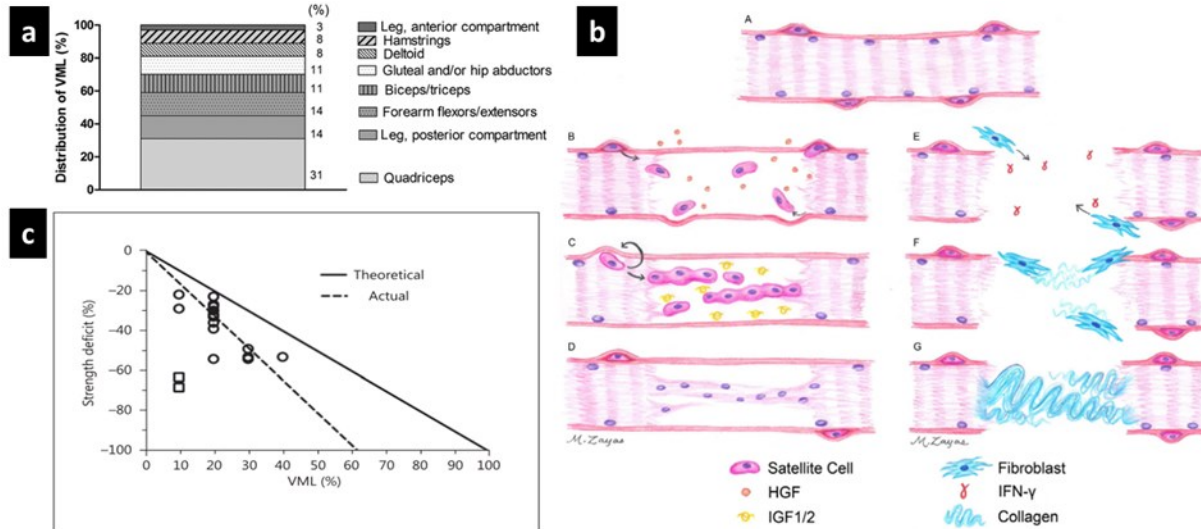 a
Distribution of VML (%)
100
80
60
40
20
0
(%)
3 Leg, anterior compartment
8 Hamstrings
8 Deltoid
11 Gluteal and/or hip abductors
11 Biceps/triceps
14 Forearm flexors/extensors
14 Leg, posterior compartment
31 Quadriceps
c
Strength deficit (%)
0
−20
−40
−60
−80
−100
Theoretical
Actual
0 10 20 30 40 50 60 70 80 90 100
VML (%)
b
A
B
C
D
M. Zayas
E
F
G
M. Zayas
Satellite Cell
HGF
IGF1/2
Fibroblast
IFN-γ
Collagen